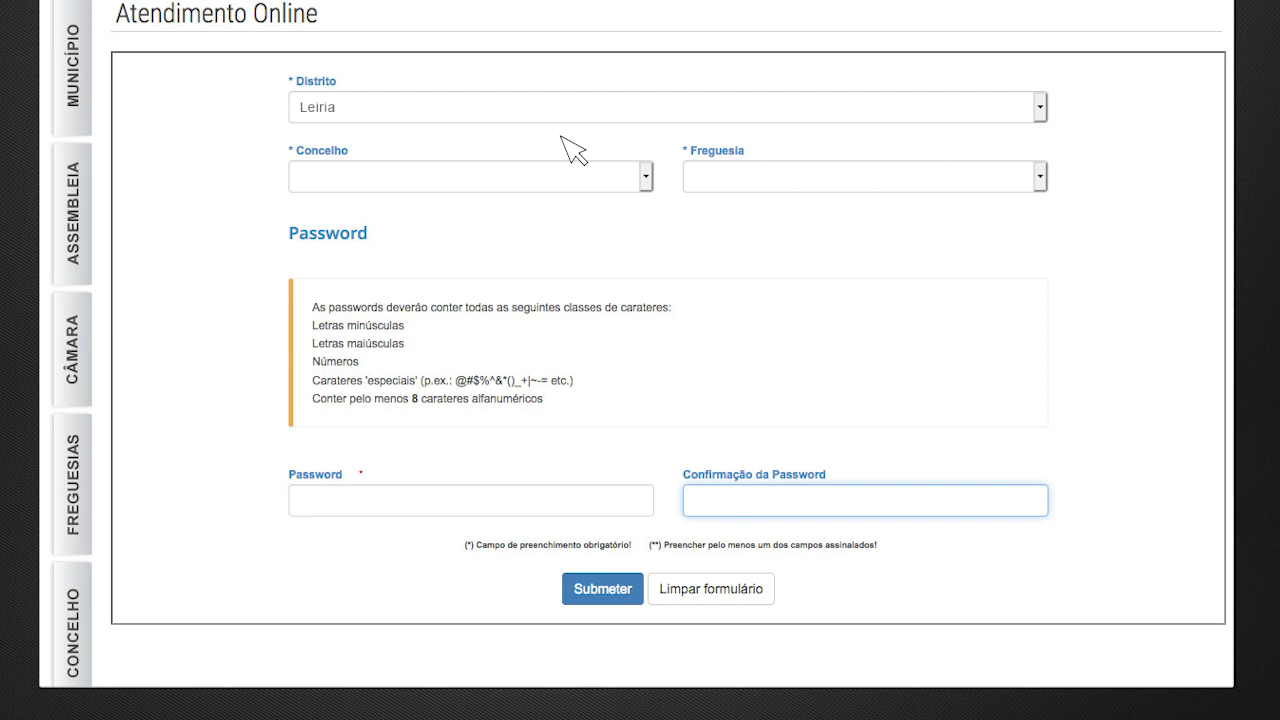 Atendimento Online
MUNICÍPIO
ASSEMBLEIA
CÂMARA
FREGUESIAS
CONCELHO
* Distrito
Leiria
* Concelho
* Freguesia
Password
As passwords deverão conter todas as seguintes classes de carateres:
Letras minúsculas
Letras maiúsculas
Números
Carateres 'especiais' (p.ex.: @#$%^&*()_+|~-= etc.)
Conter pelo menos 8 carateres alfanuméricos
Password *
Confirmação da Password
(*) Campo de preenchimento obrigatório! (**) Preencher pelo menos um dos campos assinalados!
Submeter
Limpar formulário